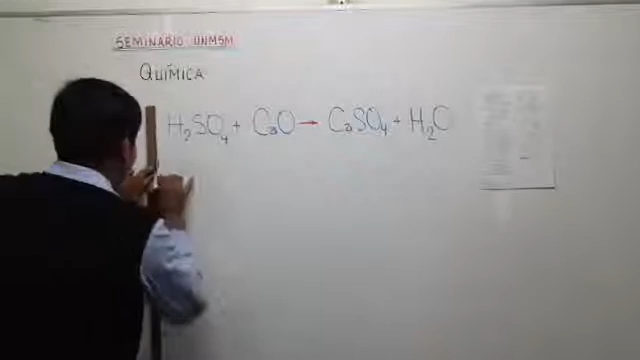 SEMINARIO UNMSM
QUÍMICA
H₂SO₄ + CaO → CaSO₄ + H₂O